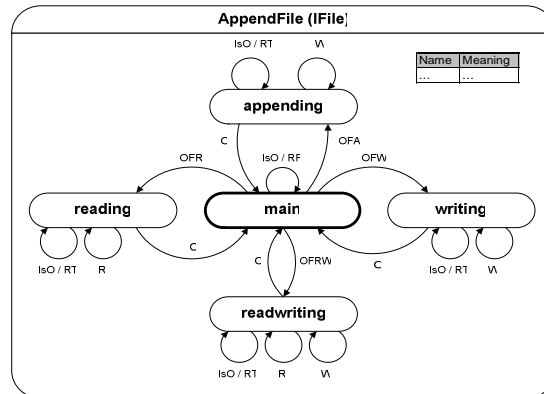 AppendFile (IFile)
IsO / RT
W
Name Meaning
... ...
appending
C
OFA
OFR
IsO / RF
OFW
reading
main
writing
IsO / RT
R
C
C
OFRW
C
IsO / RT
W
readwriting
IsO / RT
R
W